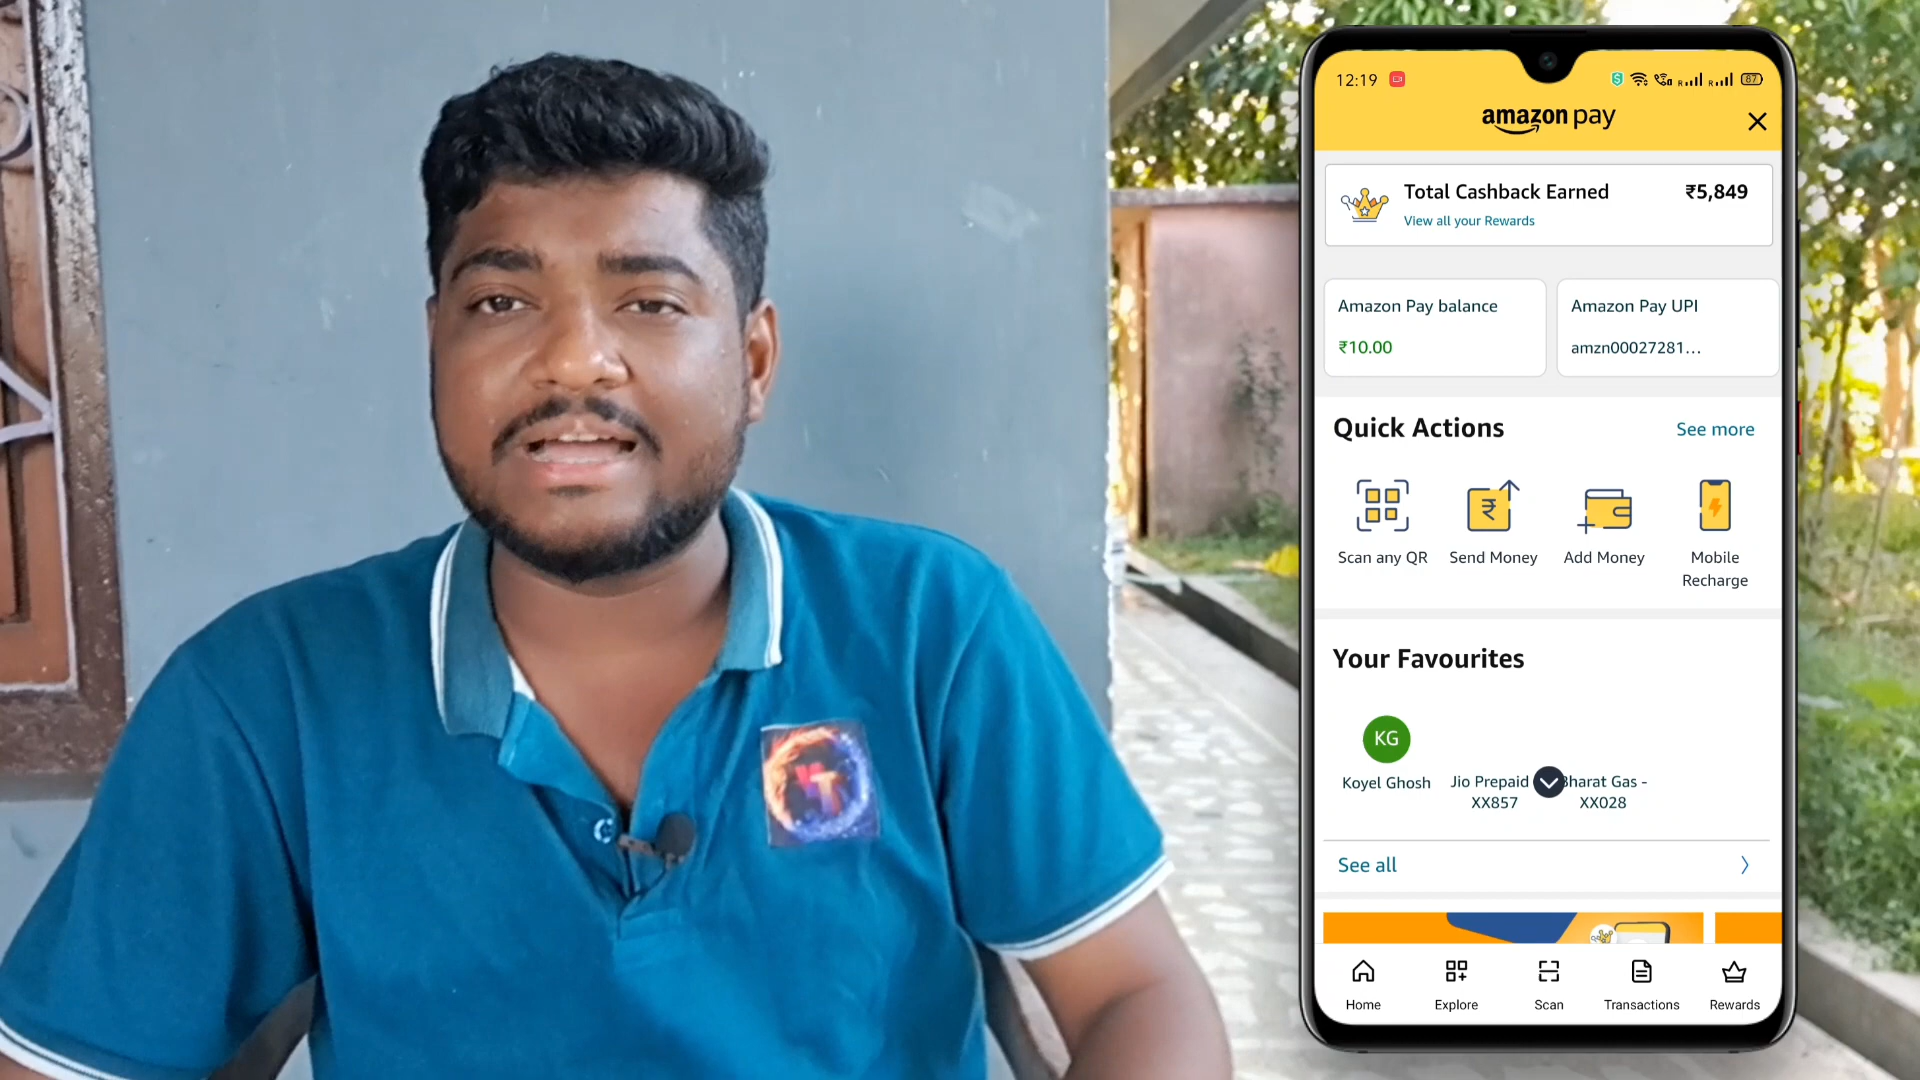 12:19
87
amazon pay
Total Cashback Earned
₹5,849
View all your Rewards
Amazon Pay balance
₹10.00
Amazon Pay UPI
amzn00027281...
Quick Actions
See more
Scan any QR
Send Money
Add Money
Mobile
Recharge
Your Favourites
KG
Koyel Ghosh
Jio Prepaid
XX857
Bharat Gas -
XX028
See all
Home
Explore
Scan
Transactions
Rewards